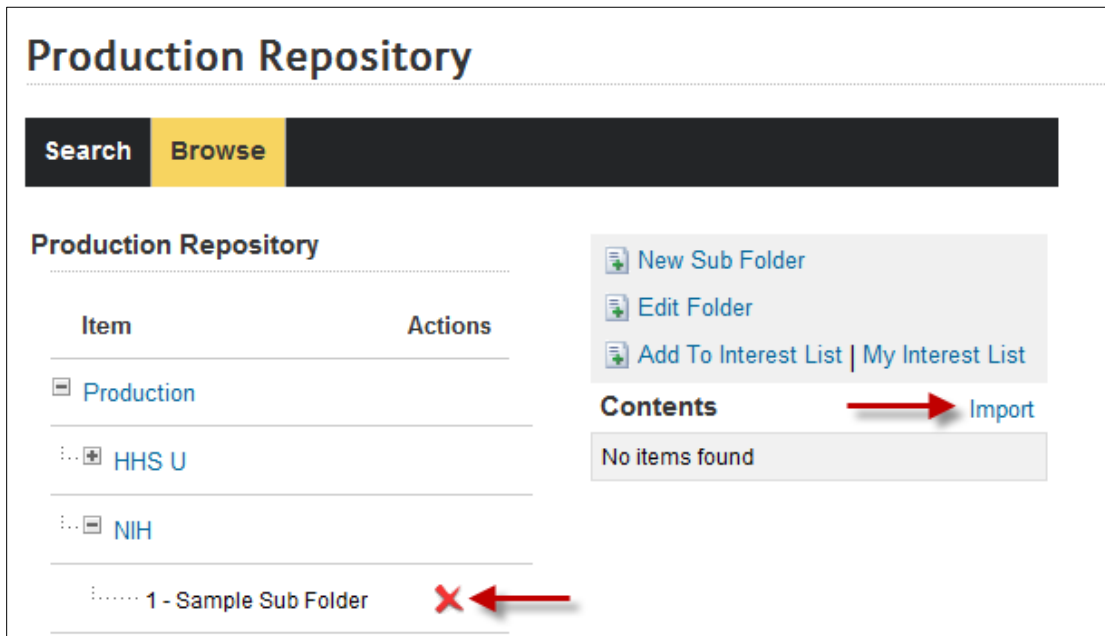 Production Repository
Search Browse
Production Repository
Item Actions
Production
HHS U
NIH
1 - Sample Sub Folder
New Sub Folder
Edit Folder
Add To Interest List | My Interest List
Contents Import
No items found